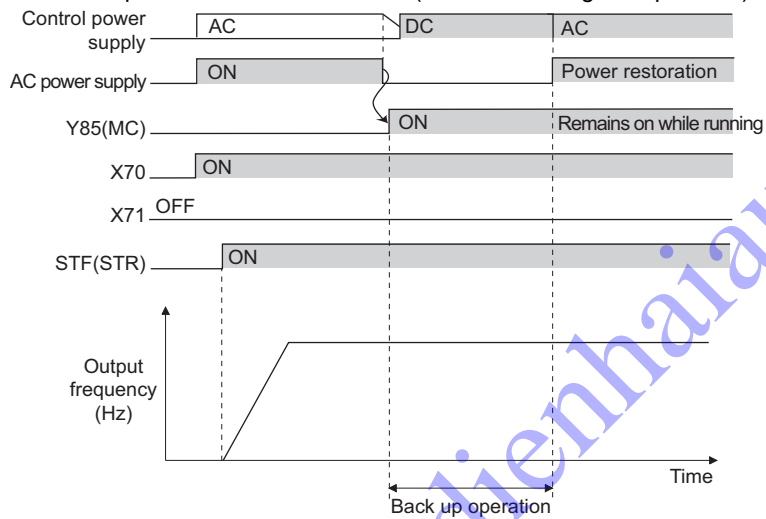 Control power
supply
AC
DC
AC
AC power supply
ON
Power restoration
Y85(MC)
ON
Remains on while running
X70
ON
X71
OFF
STF(STR)
ON
Output
frequency
(Hz)
Time
Back up operation
dienhaiau